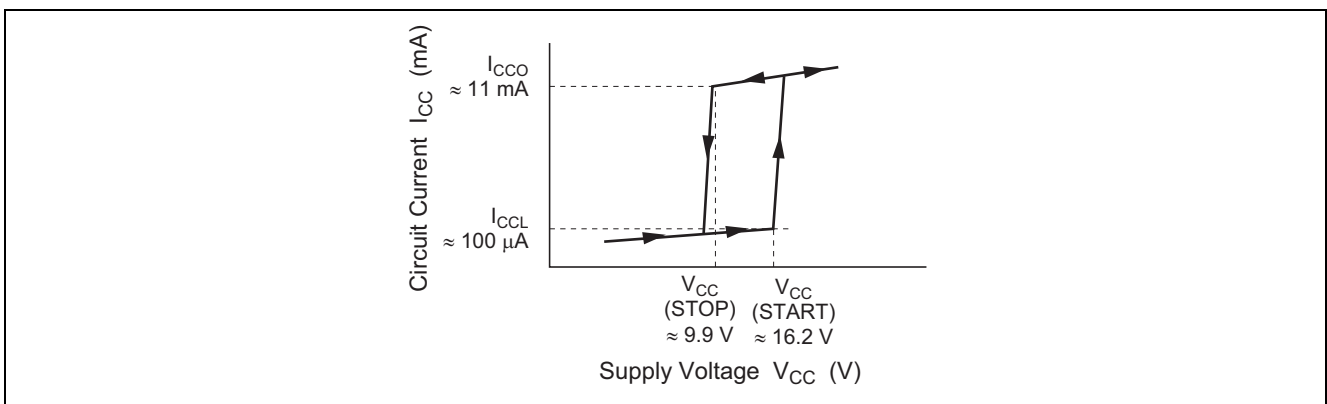 Circuit Current I_CC (mA)
I_CCO
≈ 11 mA
I_CCL
≈ 100 μA
V_CC
(STOP)
≈ 9.9 V
V_CC
(START)
≈ 16.2 V
Supply Voltage V_CC (V)